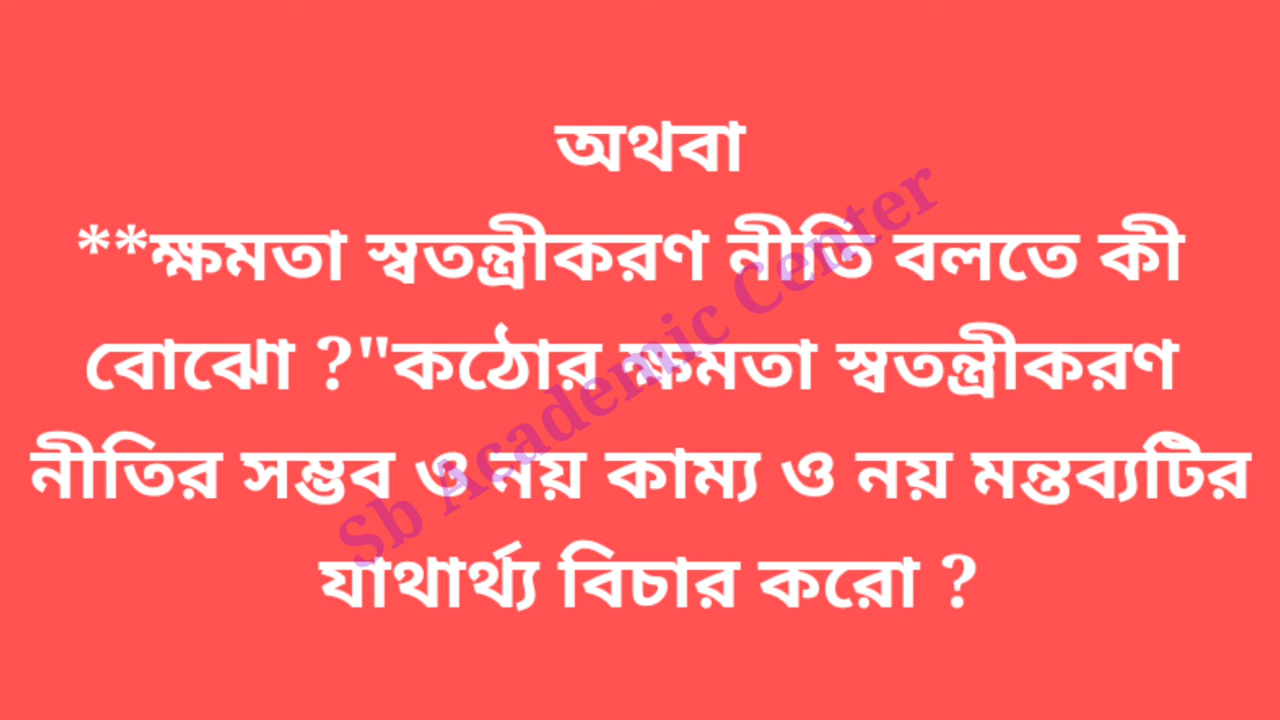 অথবা
**ক্ষমতা স্বতন্ত্রীকরণ নীতি বলতে কী
বোঝো ?"কঠোর ক্ষমতা স্বতন্ত্রীকরণ
নীতির সম্ভব ও নয় কাম্য ও নয় মন্তব্যটির
যাথার্থ্য বিচার করো ?
Sb Academic Center